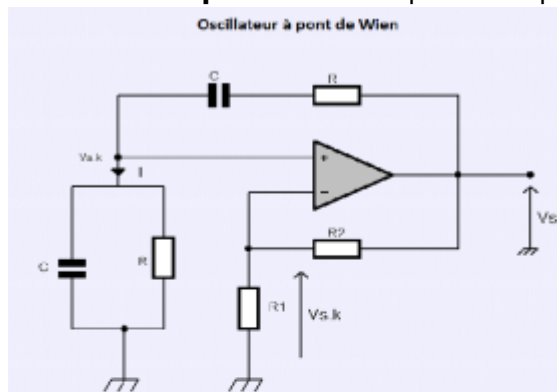 Oscillateur à pont de Wien
C
R
Vs.k
I
+
-
Vs
R2
C
R
R1
Vs.k